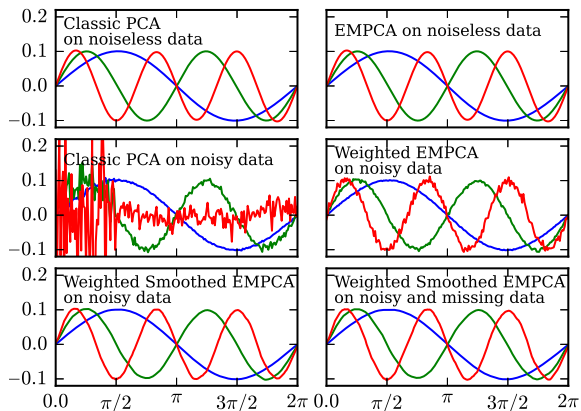 Classic PCA
on noiseless data
EMPCA on noiseless data
0.2
0.1
0.0
−0.1
Classic PCA on noisy data
Weighted EMPCA
on noisy data
0.2
0.1
0.0
−0.1
Weighted Smoothed EMPCA
on noisy data
Weighted Smoothed EMPCA
on noisy and missing data
0.2
0.1
0.0
−0.1
0.0 π/2 π 3π/2 2π
0.0 π/2 π 3π/2 2π